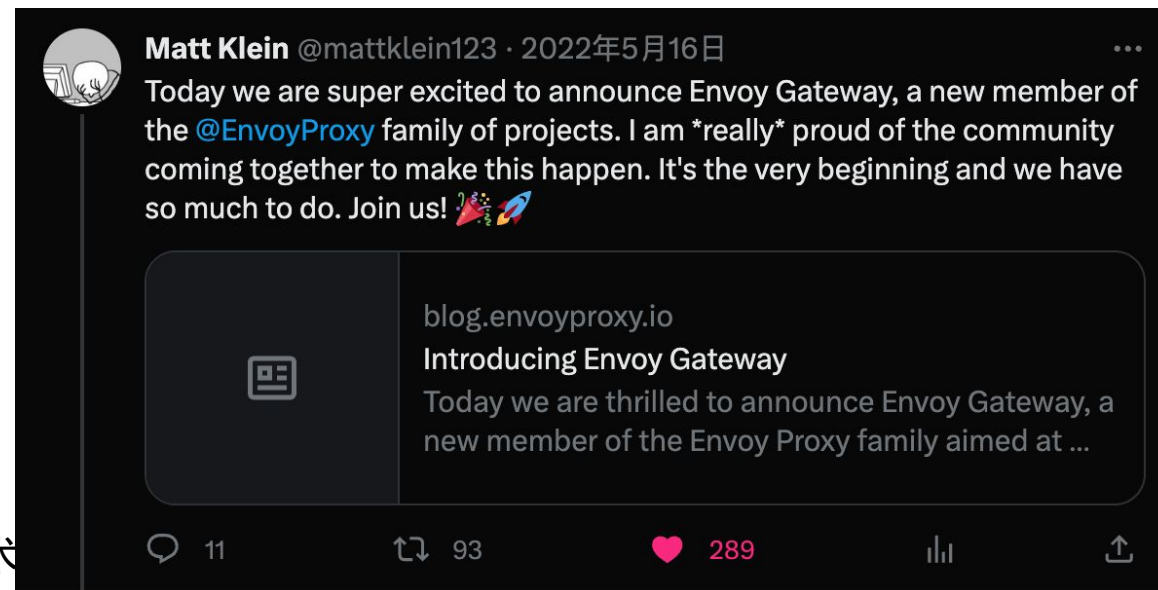 Matt Klein @mattklein123 · 2022年5月16日
Today we are super excited to announce Envoy Gateway, a new member of
the @EnvoyProxy family of projects. I am *really* proud of the community
coming together to make this happen. It's the very beginning and we have
so much to do. Join us! 🎉🚀
blog.envoyproxy.io
Introducing Envoy Gateway
Today we are thrilled to announce Envoy Gateway, a
new member of the Envoy Proxy family aimed at ...
11 93 289